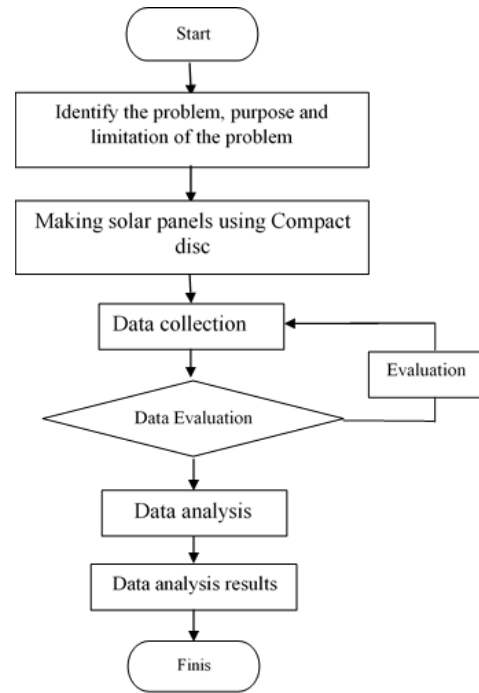 Start
Identify the problem, purpose and
limitation of the problem
Making solar panels using Compact
disc
Data collection
Evaluation
Data Evaluation
Data analysis
Data analysis results
Finis